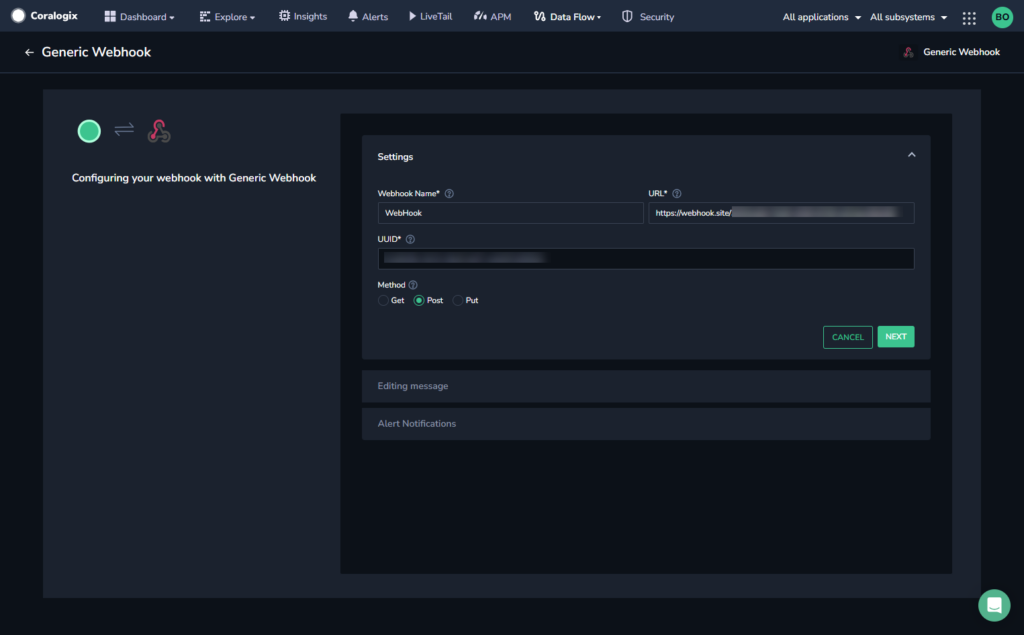 Coralogix Dashboard Explore Insights Alerts LiveTail APM Data Flow Security All applications All subsystems BO
Generic Webhook Generic Webhook
Configuring your webhook with Generic Webhook
Settings
Webhook Name* URL*
WebHook https://webhook.site/
UUID*
Method
Get Post Put
CANCEL NEXT
Editing message
Alert Notifications